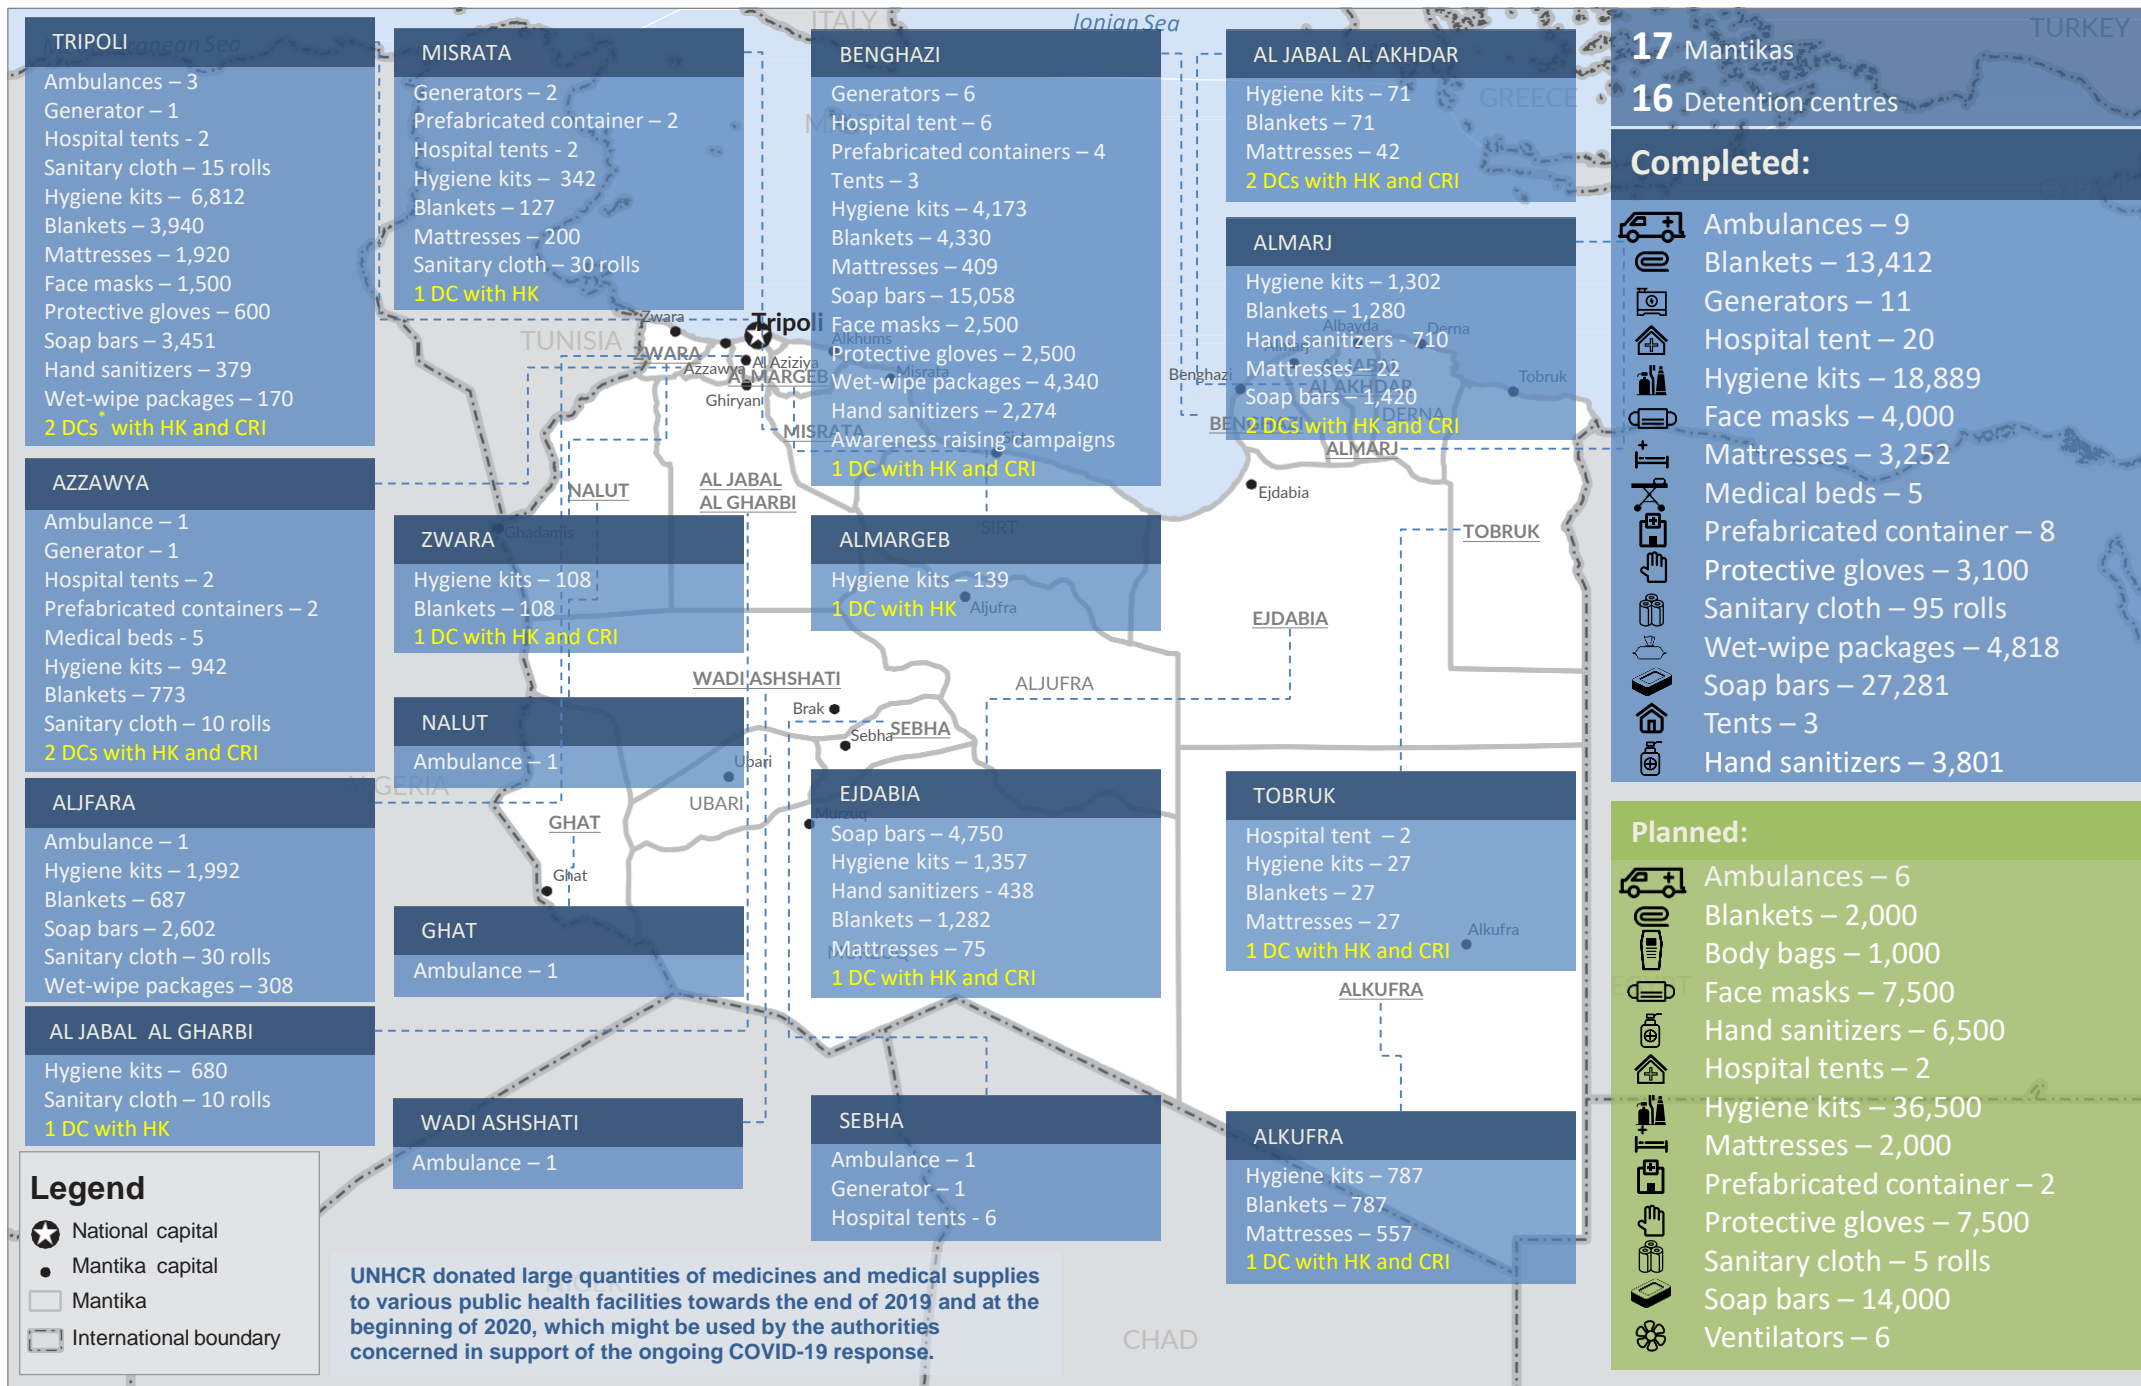 TRIPOLI
Ambulances – 3
Generator – 1
Hospital tents - 2
Sanitary cloth – 15 rolls
Hygiene kits – 6,812
Blankets – 3,940
Mattresses – 1,920
Face masks – 1,500
Protective gloves – 600
Soap bars – 3,451
Hand sanitizers – 379
Wet-wipe packages – 170
2 DCs* with HK and CRI
AZZAWYA
Ambulance – 1
Generator – 1
Hospital tents – 2
Prefabricated containers – 2
Medical beds - 5
Hygiene kits – 942
Blankets – 773
Sanitary cloth – 10 rolls
2 DCs with HK and CRI
ALJFARA
Ambulance – 1
Hygiene kits – 1,992
Blankets – 687
Soap bars – 2,602
Sanitary cloth – 30 rolls
Wet-wipe packages – 308
AL JABAL AL GHARBI
Hygiene kits – 680
Sanitary cloth – 10 rolls
1 DC with HK
Legend
National capital
Mantika capital
Mantika
International boundary
MISRATA
Generators – 2
Prefabricated container – 2
Hospital tents - 2
Hygiene kits – 342
Blankets – 127
Mattresses – 200
Sanitary cloth – 30 rolls
1 DC with HK
ZWARA
Hygiene kits – 108
Blankets – 108
1 DC with HK and CRI
NALUT
Ambulance – 1
GHAT
Ambulance – 1
WADI ASHSHATI
Ambulance – 1
BENGHAZI
Generators – 6
Hospital tent – 6
Prefabricated containers – 4
Tents – 3
Hygiene kits – 4,173
Blankets – 4,330
Mattresses – 409
Soap bars – 15,058
Face masks – 2,500
Protective gloves – 2,500
Wet-wipe packages – 4,340
Hand sanitizers – 2,274
Awareness raising campaigns
1 DC with HK and CRI
ALMARGEB
Hygiene kits – 139
1 DC with HK
EJDABIA
Soap bars – 4,750
Hygiene kits – 1,357
Hand sanitizers - 438
Blankets – 1,282
Mattresses – 75
1 DC with HK and CRI
SEBHA
Ambulance – 1
Generator – 1
Hospital tents - 6
AL JABAL AL AKHDAR
Hygiene kits – 71
Blankets – 71
Mattresses – 42
2 DCs with HK and CRI
ALMARJ
Hygiene kits – 1,302
Blankets – 1,280
Hand sanitizers - 710
Mattresses – 22
Soap bars – 1,420
2 DCs with HK and CRI
TOBRUK
Hospital tent – 2
Hygiene kits – 27
Blankets – 27
Mattresses – 27
1 DC with HK and CRI
ALKUFRA
Hygiene kits – 787
Blankets – 787
Mattresses – 557
1 DC with HK and CRI
17 Mantikas
16 Detention centres
Completed:
Ambulances – 9
Blankets – 13,412
Generators – 11
Hospital tent – 20
Hygiene kits – 18,889
Face masks – 4,000
Mattresses – 3,252
Medical beds – 5
Prefabricated container – 8
Protective gloves – 3,100
Sanitary cloth – 95 rolls
Wet-wipe packages – 4,818
Soap bars – 27,281
Tents – 3
Hand sanitizers – 3,801
Planned:
Ambulances – 6
Blankets – 2,000
Body bags – 1,000
Face masks – 7,500
Hand sanitizers – 6,500
Hospital tents – 2
Hygiene kits – 36,500
Mattresses – 2,000
Prefabricated container – 2
Protective gloves – 7,500
Sanitary cloth – 5 rolls
Soap bars – 14,000
Ventilators – 6
UNHCR donated large quantities of medicines and medical supplies
to various public health facilities towards the end of 2019 and at the
beginning of 2020, which might be used by the authorities
concerned in support of the ongoing COVID-19 response.
ITALY
Ionian Sea
GREECE
TURKEY
TUNISIA
ALGERIA
NIGER
CHAD
Zwara
Tripoli
ZWARA
Azzawya
Al Aziziya
ALMARGEB
Alkhums
Misrata
Ghiryan
MISRATA
Sirt
NALUT
AL JABAL
AL GHARBI
Ghadamis
SIRT
Aljufra
WADI ASHSHATI
ALJUFRA
Brak
Sebha
SEBHA
Ubari
UBARI
Murzuq
GHAT
Ghat
Benghazi
BENGHAZI
Almarj
Albayda
Derna
AL JABAL
AL AKHDAR
DERNA
ALMARJ
Tobruk
Ejdabia
TOBRUK
EJDABIA
Alkufra
ALKUFRA